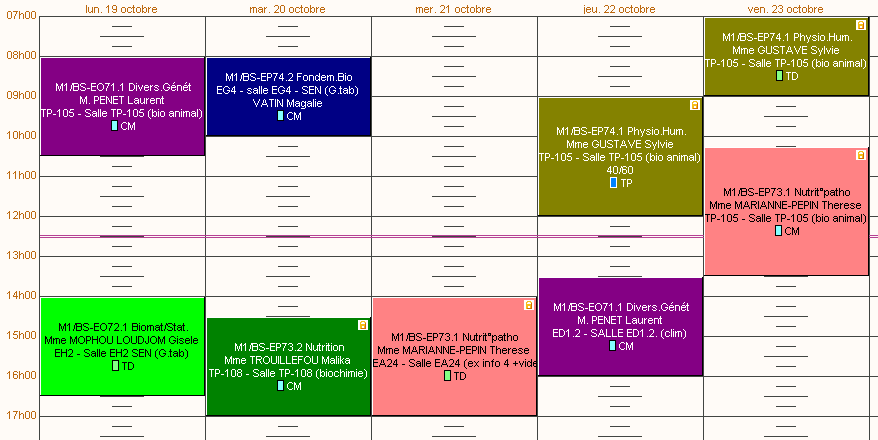 lun. 19 octobre
mar. 20 octobre
mer. 21 octobre
jeu. 22 octobre
ven. 23 octobre
07h00
08h00
09h00
10h00
11h00
12h00
13h00
14h00
15h00
16h00
17h00
M1/BS-EO71.1 Divers.Génét
M. PENET Laurent
TP-105 - Salle TP-105 (bio animal)
CM
M1/BS-EO72.1 Biomat/Stat.
Mme MOPHOU LOUDJOM Gisele
EH2 - Salle EH2 SEN (G.tab)
TD
M1/BS-EP74.2 Fondem.Bio
EG4 - salle EG4 - SEN (G.tab)
VATIN Magalie
CM
M1/BS-EP73.2 Nutrition
Mme TROUILLEFOU Malika
TP-108 - Salle TP-108 (biochimie)
CM
M1/BS-EP73.1 Nutrit°patho
Mme MARIANNE-PEPIN Therese
EA24 - Salle EA24 (ex info 4 +vide
TD
M1/BS-EP74.1 Physio.Hum.
Mme GUSTAVE Sylvie
TP-105 - Salle TP-105 (bio animal)
40/60
TP
M1/BS-EO71.1 Divers.Génét
M. PENET Laurent
ED1.2 - SALLE ED1.2. (clim)
CM
M1/BS-EP74.1 Physio.Hum.
Mme GUSTAVE Sylvie
TP-105 - Salle TP-105 (bio animal)
TD
M1/BS-EP73.1 Nutrit°patho
Mme MARIANNE-PEPIN Therese
TP-105 - Salle TP-105 (bio animal)
CM